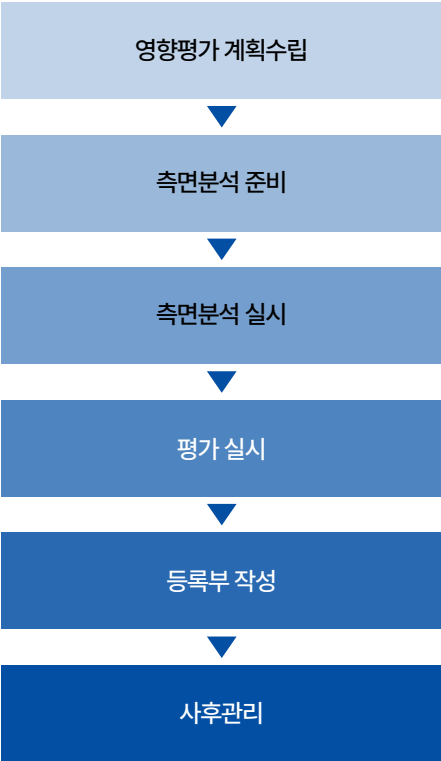 영향평가 계획수립
측면분석 준비
측면분석 실시
평가 실시
등록부 작성
사후관리